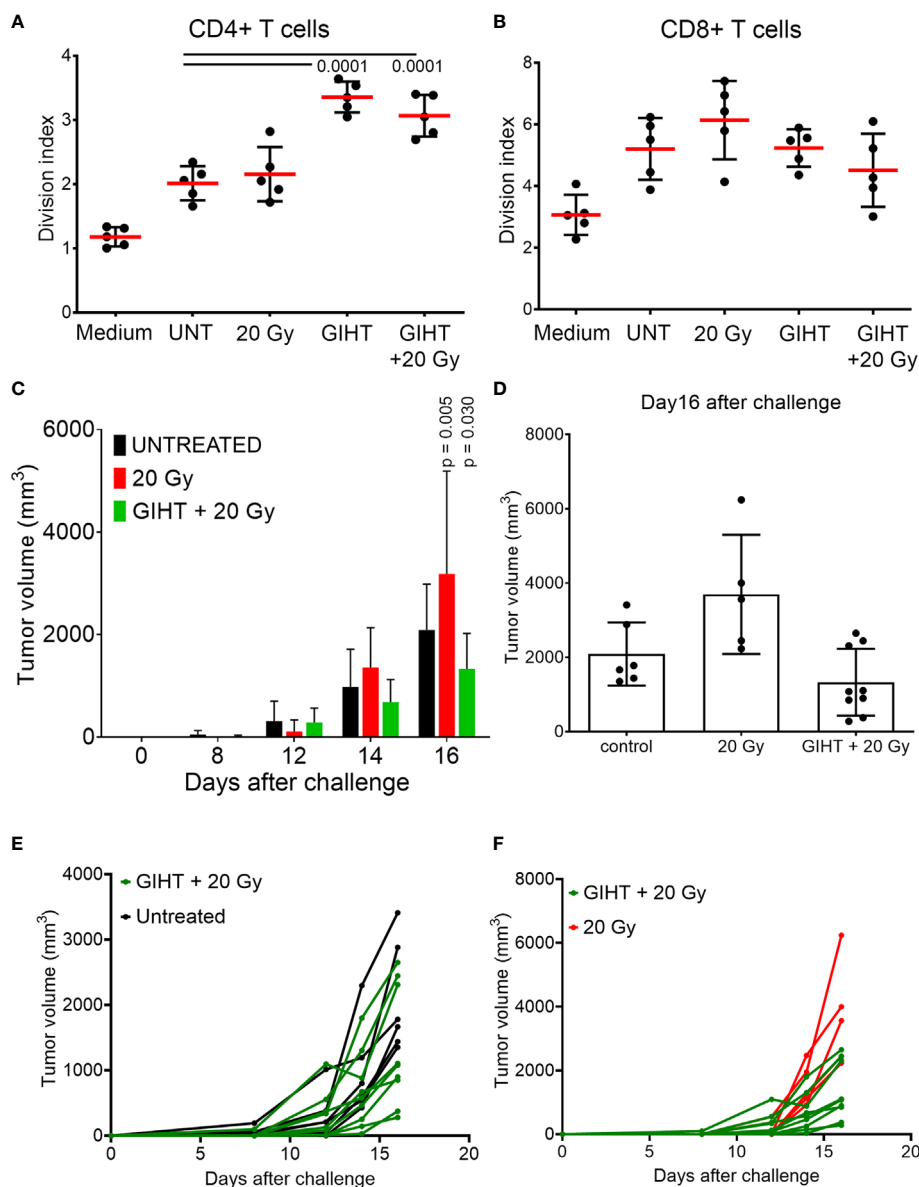 A
CD4+ T cells
0.0001 0.0001
Division index
4
3
2
1
0
Medium UNT 20 Gy GIHT GIHT
+20 Gy
B
CD8+ T cells
Division index
8
6
4
2
0
Medium UNT 20 Gy GIHT GIHT
+20 Gy
C
p = 0.005
p = 0.030
UNTREATED
20 Gy
GIHT + 20 Gy
Tumor volume (mm3)
6000
4000
2000
0
0 8 12 14 16
Days after challenge
D
Day16 after challenge
Tumor volume (mm3)
8000
6000
4000
2000
0
control 20 Gy GIHT + 20 Gy
E
GIHT + 20 Gy
Untreated
Tumor volume (mm3)
4000
3000
2000
1000
0
0 5 10 15 20
Days after challenge
F
GIHT + 20 Gy
20 Gy
Tumor volume (mm3)
8000
6000
4000
2000
0
0 5 10 15 20
Days after challenge